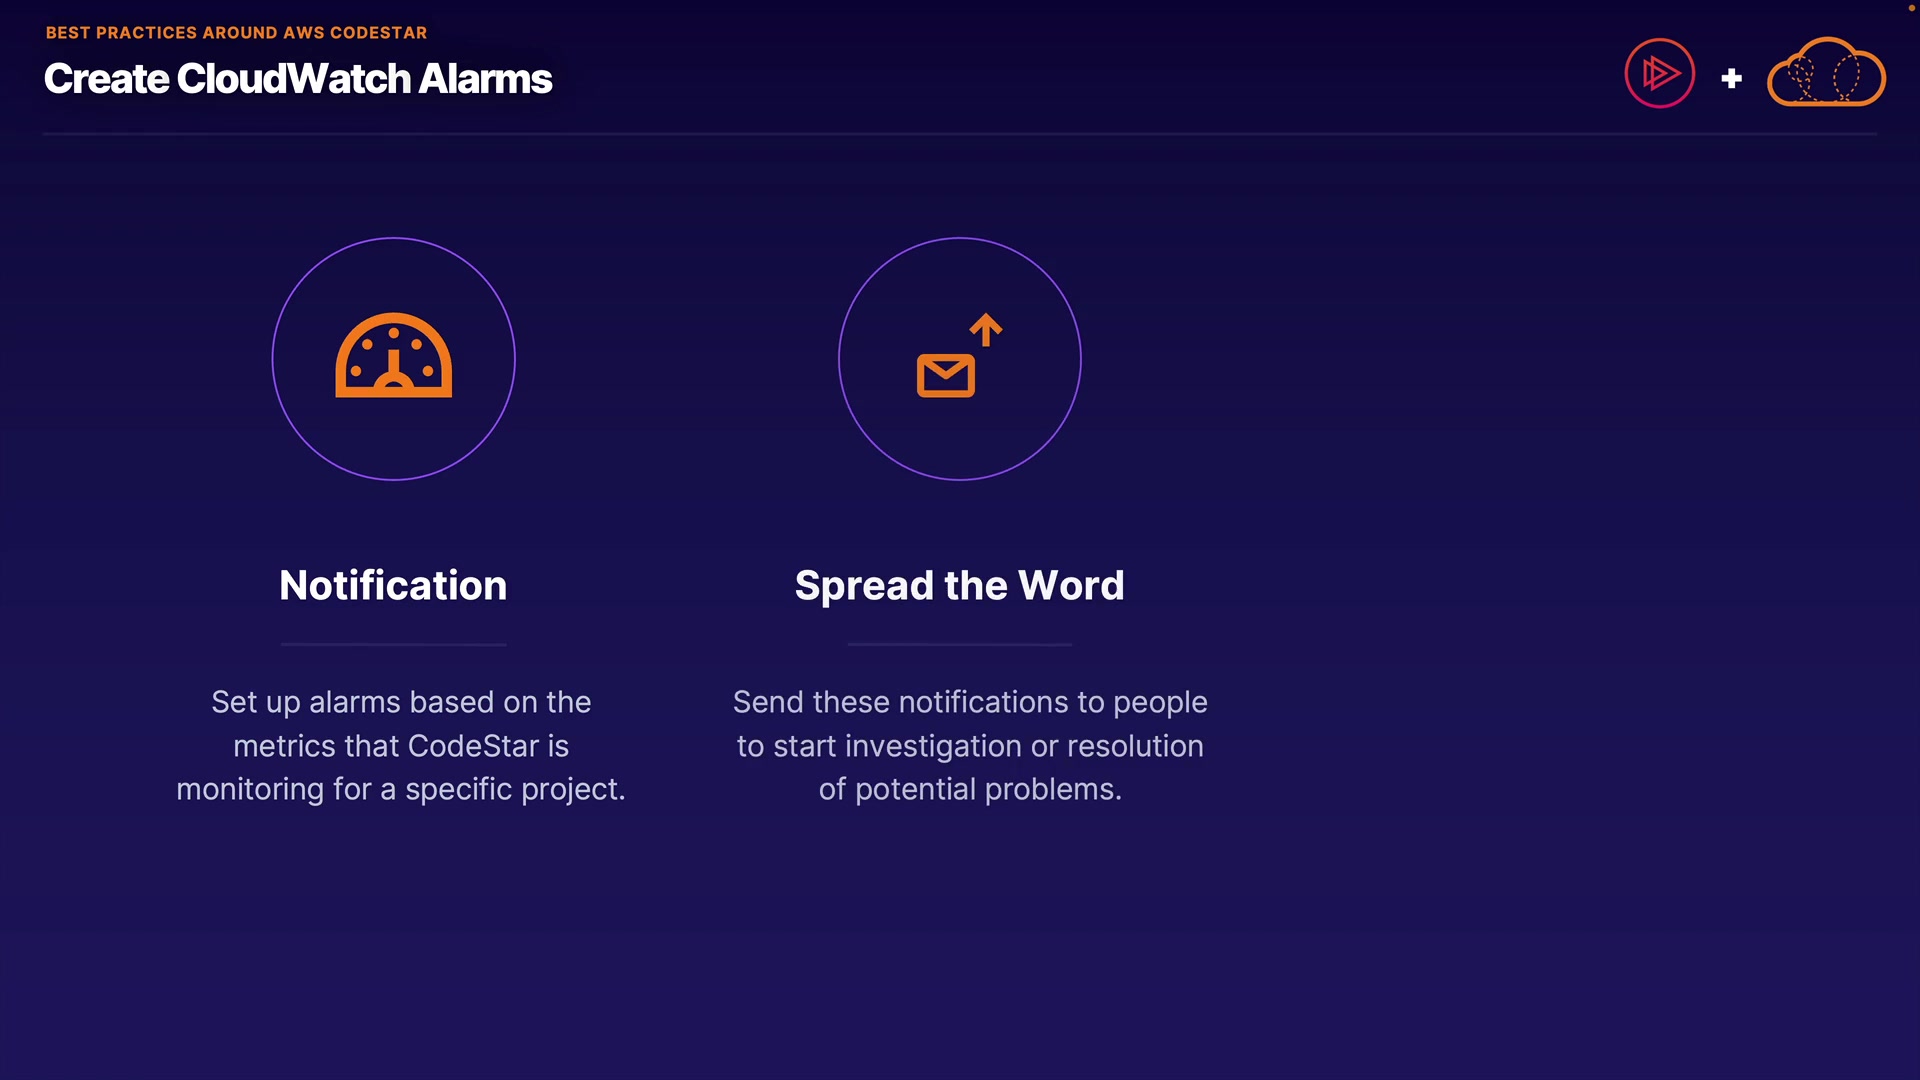 BEST PRACTICES AROUND AWS CODESTAR
Create CloudWatch Alarms
Notification
Set up alarms based on the
metrics that CodeStar is
monitoring for a specific project.
Spread the Word
Send these notifications to people
to start investigation or resolution
of potential problems.